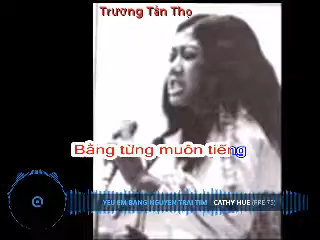 Trương Tấn Thọ
Bằng từng muôn tiếng
YEU EM BANG NGUYEN TRAI TIM CATHY HUE (PRE 75)